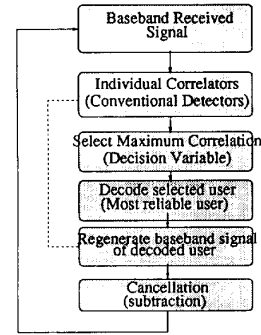 Baseband Received
Signal
Individual Correlators
(Conventional Detectors)
Select Maximum Correlation
(Decision Variable)
Decode selected user
(Most reliable user)
Regenerate baseband signal
of decoded user
Cancellation
(subtraction)